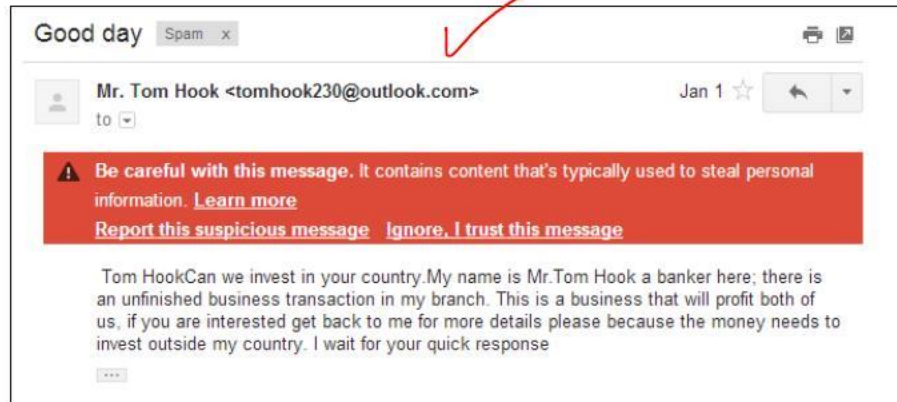 Good day Spam x
Mr. Tom Hook <tomhook230@outlook.com> Jan 1
to
Be careful with this message. It contains content that's typically used to steal personal
information. Learn more
Report this suspicious message Ignore, I trust this message
Tom HookCan we invest in your country.My name is Mr.Tom Hook a banker here; there is
an unfinished business transaction in my branch. This is a business that will profit both of
us, if you are interested get back to me for more details please because the money needs to
invest outside my country. I wait for your quick response